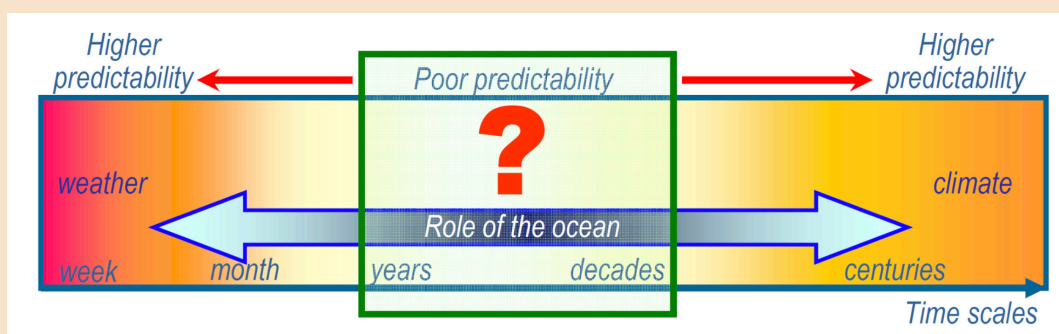 Higher
predictability
Poor predictability
Higher
predictability
?
weather
climate
Role of the ocean
week
month
years
decades
centuries
Time scales